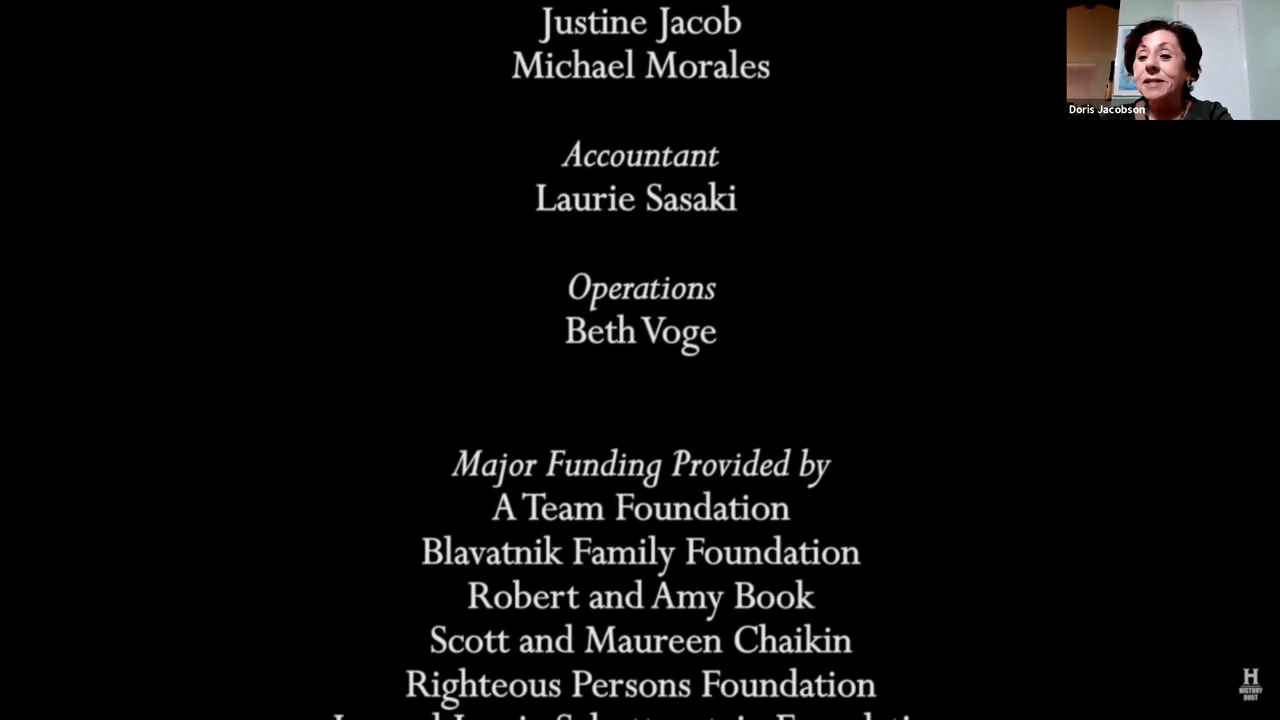 Justine Jacob
Michael Morales
Doris Jacobson
Accountant
Laurie Sasaki
Operations
Beth Voge
Major Funding Provided by
A Team Foundation
Blavatnik Family Foundation
Robert and Amy Book
Scott and Maureen Chaikin
Righteous Persons Foundation
H
HISTORY